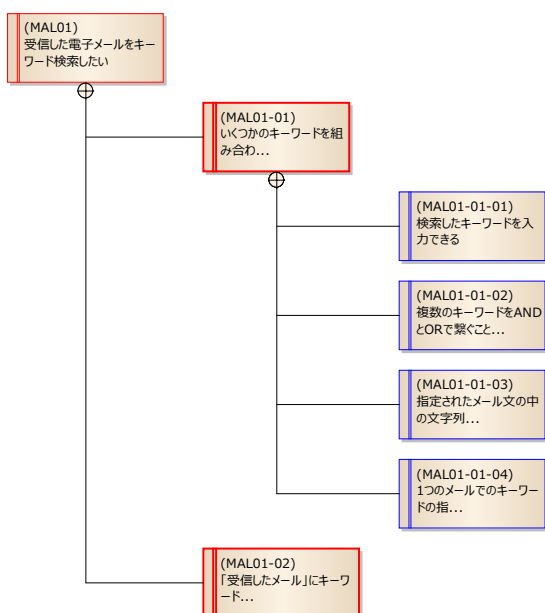 (MAL01)
受信した電子メールをキー
ワード検索したい
(MAL01-01)
いくつかのキーワードを組
み合わ...
(MAL01-01-01)
検索したキーワードを入
力できる
(MAL01-01-02)
複数のキーワードをAND
とORで繋ぐこと...
(MAL01-01-03)
指定されたメール文の中
の文字列...
(MAL01-01-04)
1つのメールでのキーワー
ドの指...
(MAL01-02)
「受信したメール」にキーワ
ード...